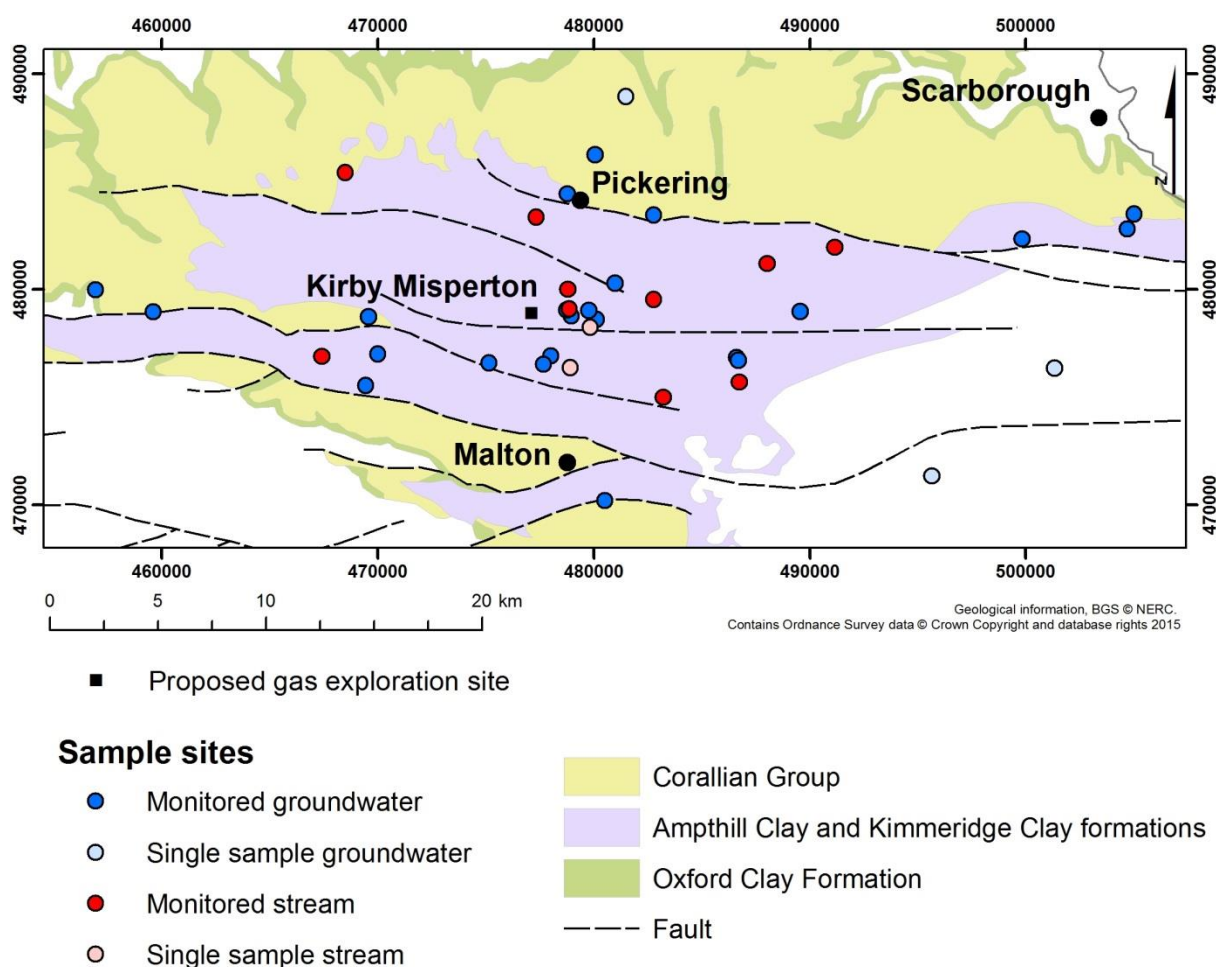 460000 470000 480000 490000 500000
490000 490000
Scarborough
Pickering
Kirby Misperton
480000 480000
N
Malton
470000 470000
460000 470000 480000 490000 500000
0 5 10 20 km
Geological information, BGS © NERC.
Contains Ordnance Survey data © Crown Copyright and database rights 2015
Proposed gas exploration site
Sample sites
Monitored groundwater
Single sample groundwater
Monitored stream
Single sample stream
Corallian Group
Ampthill Clay and Kimmeridge Clay formations
Oxford Clay Formation
Fault